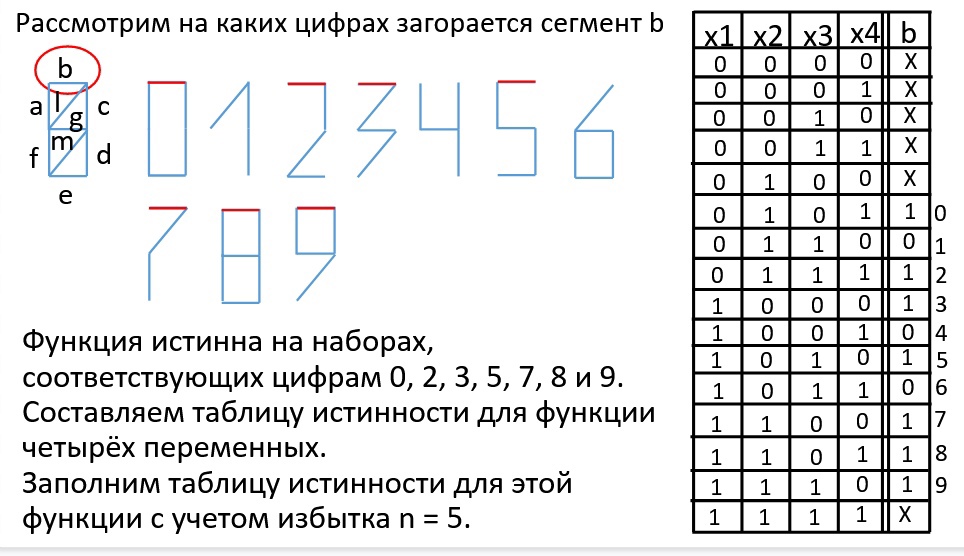 Рассмотрим на каких цифрах загорается сегмент b
b
a l c
g
m
f d
e
Функция истинна на наборах,
соответствующих цифрам 0, 2, 3, 5, 7, 8 и 9.
Составляем таблицу истинности для функции
четырёх переменных.
Заполним таблицу истинности для этой
функции с учетом избытка n = 5.
x1 x2 x3 x4 b
0 0 0 0 X
0 0 0 1 X
0 0 1 0 X
0 0 1 1 X
0 1 0 0 X
0 1 0 1 1 0
0 1 1 0 0 1
0 1 1 1 1 2
1 0 0 0 1 3
1 0 0 1 0 4
1 0 1 0 1 5
1 0 1 1 0 6
1 1 0 0 1 7
1 1 0 1 1 8
1 1 1 0 1 9
1 1 1 1 X